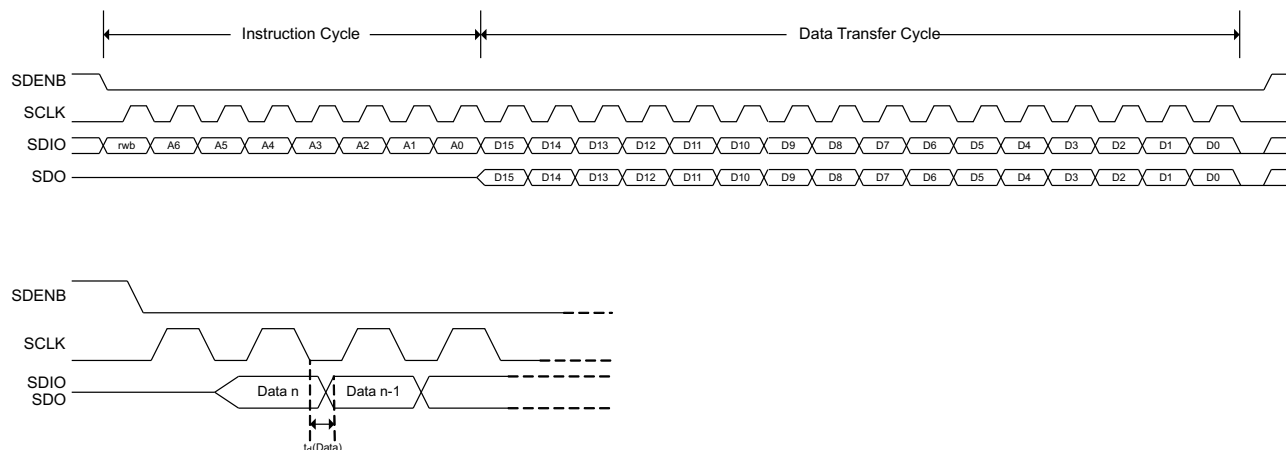 Instruction Cycle Data Transfer Cycle
SDENB
SCLK
SDIO rwb A6 A5 A4 A3 A2 A1 A0 D15 D14 D13 D12 D11 D10 D9 D8 D7 D6 D5 D4 D3 D2 D1 D0
SDO D15 D14 D13 D12 D11 D10 D9 D8 D7 D6 D5 D4 D3 D2 D1 D0
SDENB
SCLK
SDIO
SDO Data n Data n-1
td(Data)